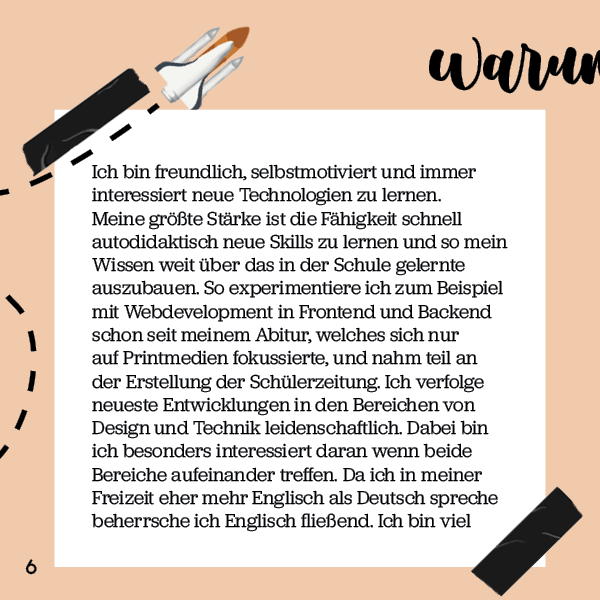 warum
Ich bin freundlich, selbstmotiviert und immer
interessiert neue Technologien zu lernen.
Meine größte Stärke ist die Fähigkeit schnell
autodidaktisch neue Skills zu lernen und so mein
Wissen weit über das in der Schule gelernte
auszubauen. So experimentiere ich zum Beispiel
mit Webdevelopment in Frontend und Backend
schon seit meinem Abitur, welches sich nur
auf Printmedien fokussierte, und nahm teil an
der Erstellung der Schülerzeitung. Ich verfolge
neueste Entwicklungen in den Bereichen von
Design und Technik leidenschaftlich. Dabei bin
ich besonders interessiert daran wenn beide
Bereiche aufeinander treffen. Da ich in meiner
Freizeit eher mehr Englisch als Deutsch spreche
beherrsche ich Englisch fließend. Ich bin viel
6